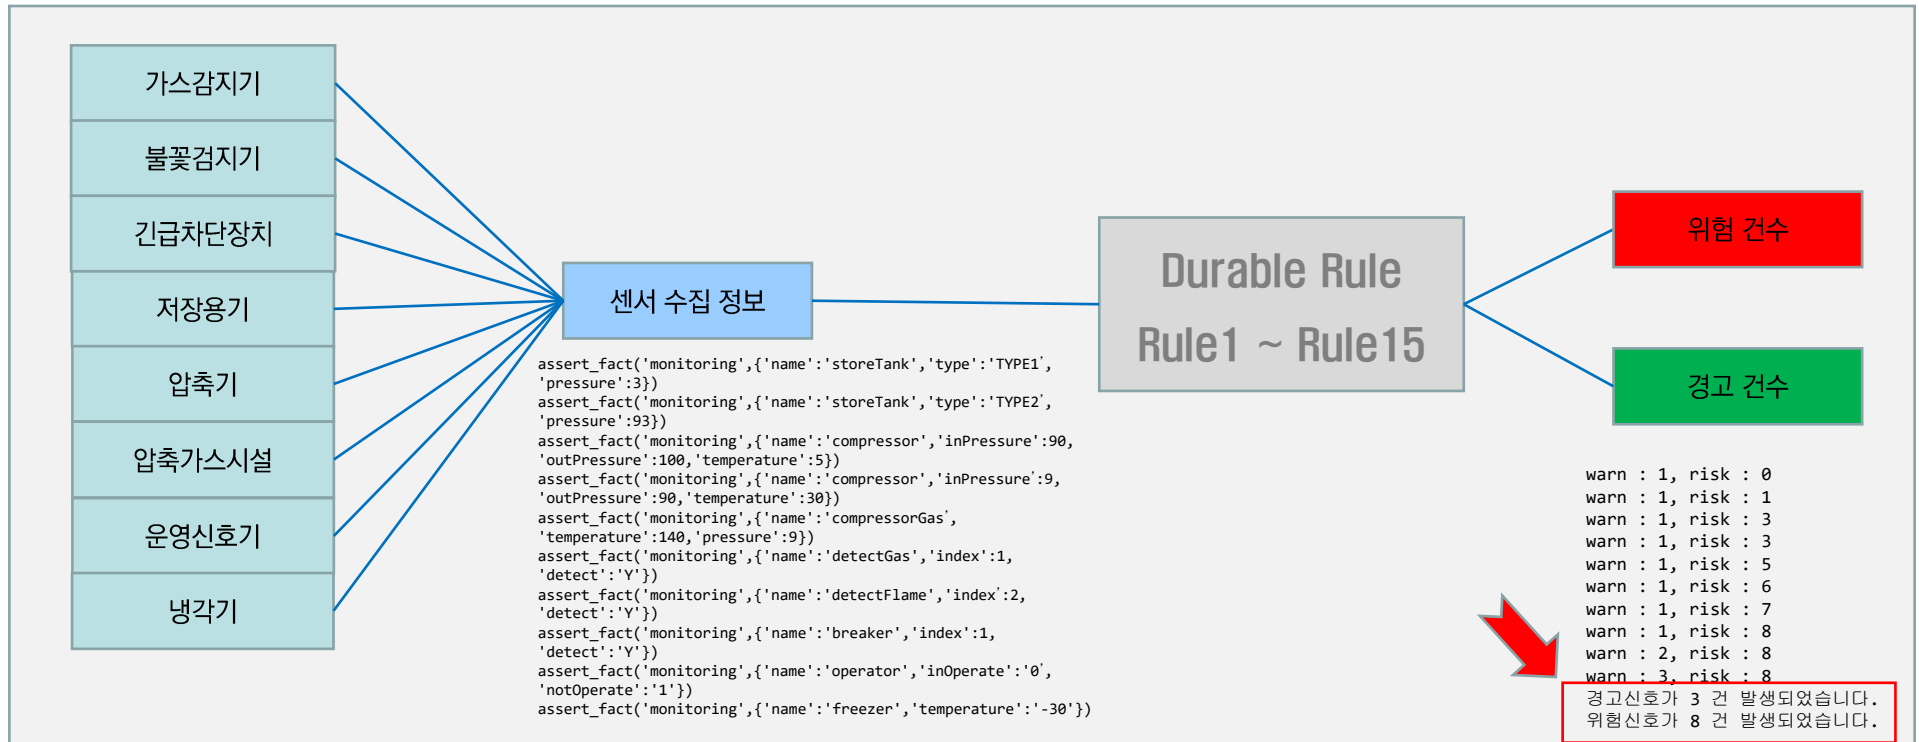 가스감지기
불꽃검지기
긴급차단장치
저장용기
압축기
압축가스시설
운영신호기
냉각기
센서 수집 정보
assert_fact('monitoring',{'name':'storeTank','type':'TYPE1',
'pressure':3})
assert_fact('monitoring',{'name':'storeTank','type':'TYPE2',
'pressure':93})
assert_fact('monitoring',{'name':'compressor','inPressure':90,
'outPressure':100,'temperature':5})
assert_fact('monitoring',{'name':'compressor','inPressure':9,
'outPressure':90,'temperature':30})
assert_fact('monitoring',{'name':'compressorGas',
'temperature':140,'pressure':9})
assert_fact('monitoring',{'name':'detectGas','index':1,
'detect':'Y'})
assert_fact('monitoring',{'name':'detectFlame','index':2,
'detect':'Y'})
assert_fact('monitoring',{'name':'breaker','index':1,
'detect':'Y'})
assert_fact('monitoring',{'name':'operator','inOperate':'0',
'notOperate':'1'})
assert_fact('monitoring',{'name':'freezer','temperature':'-30'})
Durable Rule
Rule1 ~ Rule15
위험 건수
경고 건수
warn : 1, risk : 0
warn : 1, risk : 1
warn : 1, risk : 3
warn : 1, risk : 3
warn : 1, risk : 5
warn : 1, risk : 6
warn : 1, risk : 7
warn : 1, risk : 8
warn : 2, risk : 8
warn : 3, risk : 8
경고신호가 3 건 발생되었습니다.
위험신호가 8 건 발생되었습니다.